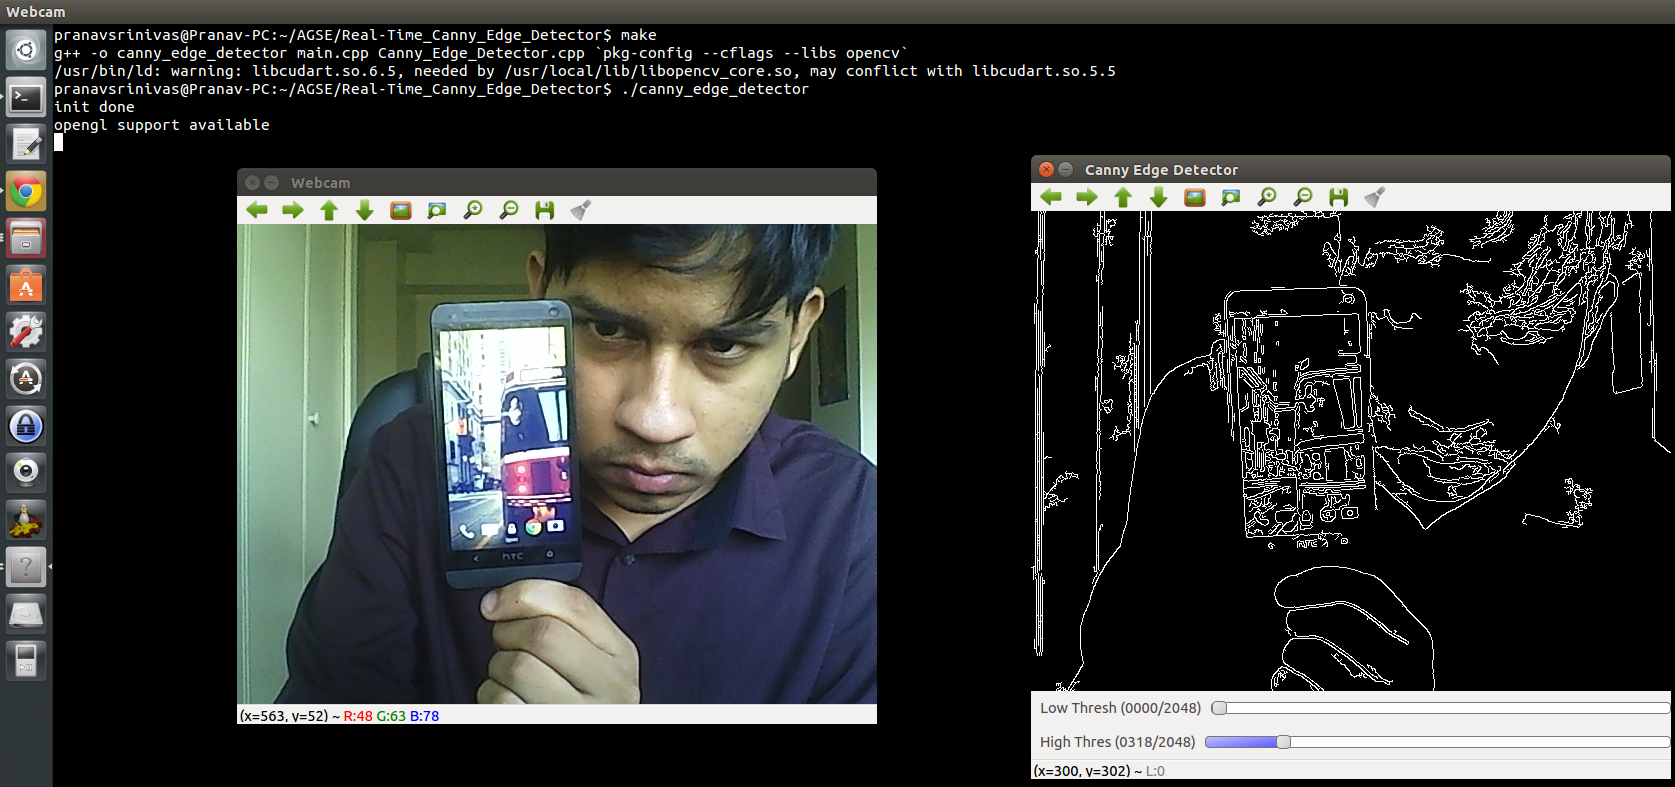 Webcam
pranavsrinivas@Pranav-PC:~/AGSE/Real-Time_Canny_Edge_Detector$ make
g++ -o canny_edge_detector main.cpp Canny_Edge_Detector.cpp `pkg-config --cflags --libs opencv`
/usr/bin/ld: warning: libcudart.so.6.5, needed by /usr/local/lib/libopencv_core.so, may conflict with libcudart.so.5.5
pranavsrinivas@Pranav-PC:~/AGSE/Real-Time_Canny_Edge_Detector$ ./canny_edge_detector
init done
opengl support available
Webcam
hTC
(x=563, y=52) ~ R:48 G:63 B:78
Canny Edge Detector
Low Thresh (0000/2048)
High Thres (0318/2048)
(x=300, y=302) ~ L:0